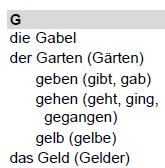 G
die Gabel
der Garten (Gärten)
geben (gibt, gab)
gehen (geht, ging,
gegangen)
gelb (gelbe)
das Geld (Gelder)